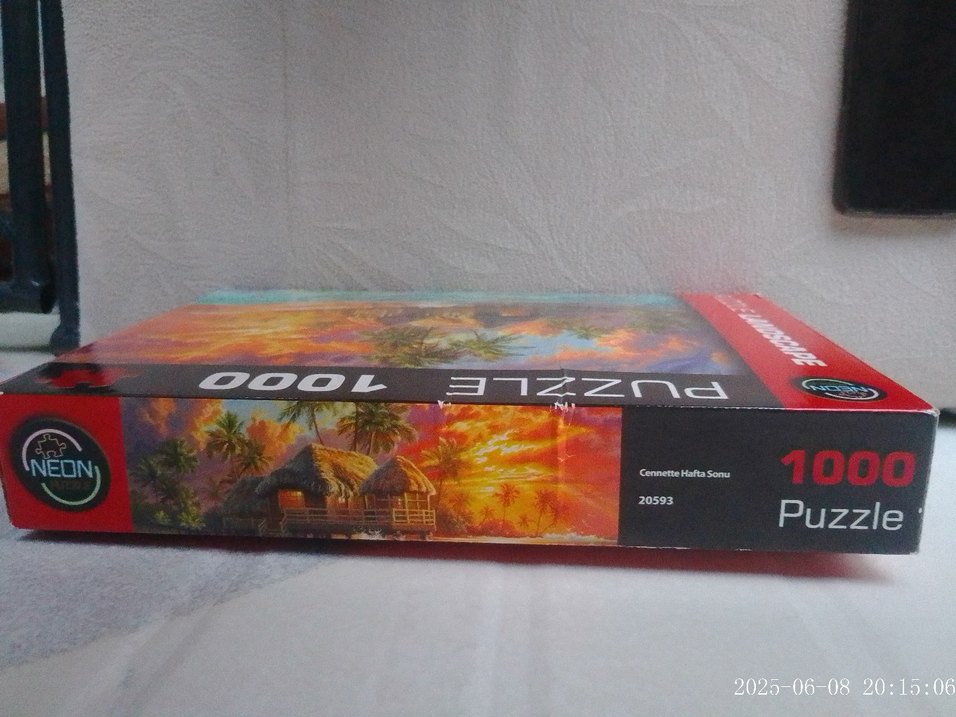 LANDSCAPE
NEON
PUZZLE 1000
NEON
Cennette Hafta Sonu
20593
1000
Puzzle
2025-06-08 20:15:06